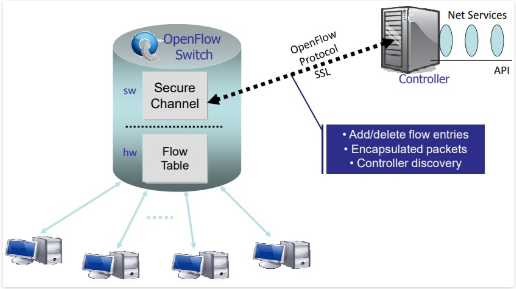 OpenFlow
Switch
sw
Secure
Channel
hw
Flow
Table
OpenFlow
Protocol
SSL
Controller
Net Services
API
• Add/delete flow entries
• Encapsulated packets
• Controller discovery